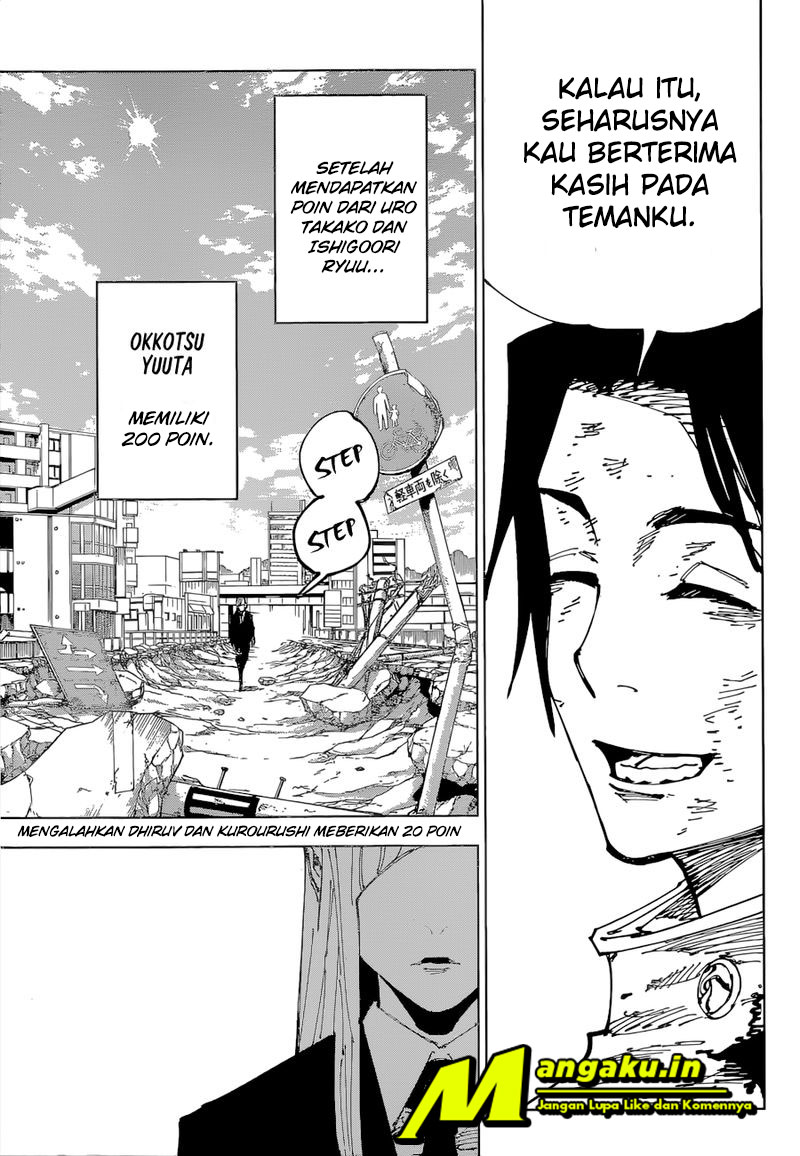 KALAU ITU,
SEHARUSNYA
KAU BERTERIMA
KASIH PADA
TEMANKU.
SETELAH
MENDAPATKAN
POIN DARI URO
TAKAKO DAN
ISHIGOORI
RYUU...
OKKOTSU
YUUTA
MEMILIKI
200 POIN.
STEP
STEP
軽車両を除く
MENGALAHKAN DHIRUV DAN KUROURUSHI MEBERIKAN 20 POIN
Mangaku.in
Jangan Lupa Like dan Komennya